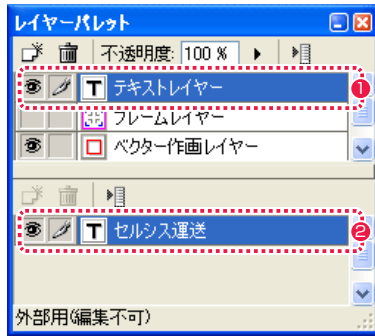 レイヤーパレット
不透明度: 100 %
T テキストレイヤー 1
フレームレイヤー
ベクター作画レイヤー
T セルシス運送 2
外部用(編集不可)